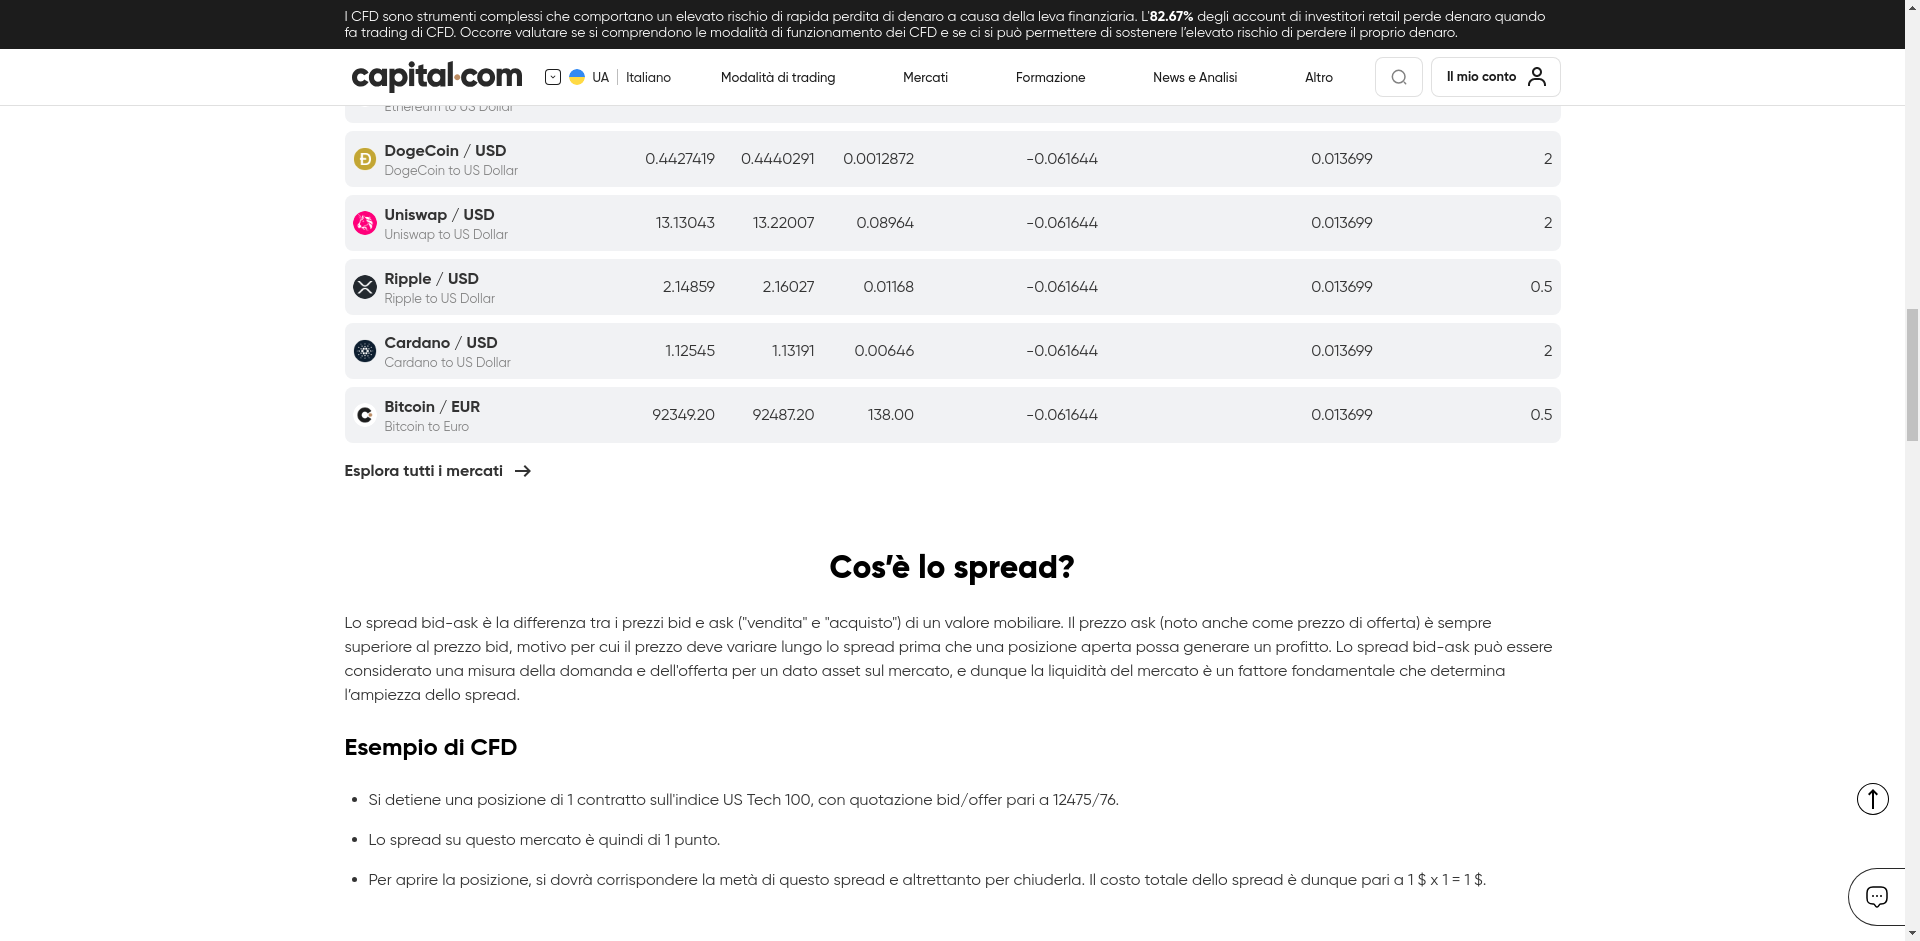 I CFD sono strumenti complessi che comportano un elevato rischio di rapida perdita di denaro a causa della leva finanziaria. L'82.67% degli account di investitori retail perde denaro quando
fa trading di CFD. Occorre valutare se si comprendono le modalità di funzionamento dei CFD e se ci si può permettere di sostenere l’elevato rischio di perdere il proprio denaro.
capital.com
UA
Italiano
Modalità di trading
Mercati
Formazione
News e Analisi
Altro
Il mio conto
Ethereum to US Dollar
DogeCoin / USD
DogeCoin to US Dollar
0.4427419 0.4440291 0.0012872 -0.061644 0.013699 2
Uniswap / USD
Uniswap to US Dollar
13.13043 13.22007 0.08964 -0.061644 0.013699 2
Ripple / USD
Ripple to US Dollar
2.14859 2.16027 0.01168 -0.061644 0.013699 0.5
Cardano / USD
Cardano to US Dollar
1.12545 1.13191 0.00646 -0.061644 0.013699 2
Bitcoin / EUR
Bitcoin to Euro
92349.20 92487.20 138.00 -0.061644 0.013699 0.5
Esplora tutti i mercati
Cos’è lo spread?
Lo spread bid-ask è la differenza tra i prezzi bid e ask ("vendita" e "acquisto") di un valore mobiliare. Il prezzo ask (noto anche come prezzo di offerta) è sempre
superiore al prezzo bid, motivo per cui il prezzo deve variare lungo lo spread prima che una posizione aperta possa generare un profitto. Lo spread bid-ask può essere
considerato una misura della domanda e dell'offerta per un dato asset sul mercato, e dunque la liquidità del mercato è un fattore fondamentale che determina
l’ampiezza dello spread.
Esempio di CFD
• Si detiene una posizione di 1 contratto sull'indice US Tech 100, con quotazione bid/offer pari a 12475/76.
• Lo spread su questo mercato è quindi di 1 punto.
• Per aprire la posizione, si dovrà corrispondere la metà di questo spread e altrettanto per chiuderla. Il costo totale dello spread è dunque pari a 1 $ x 1 = 1 $.